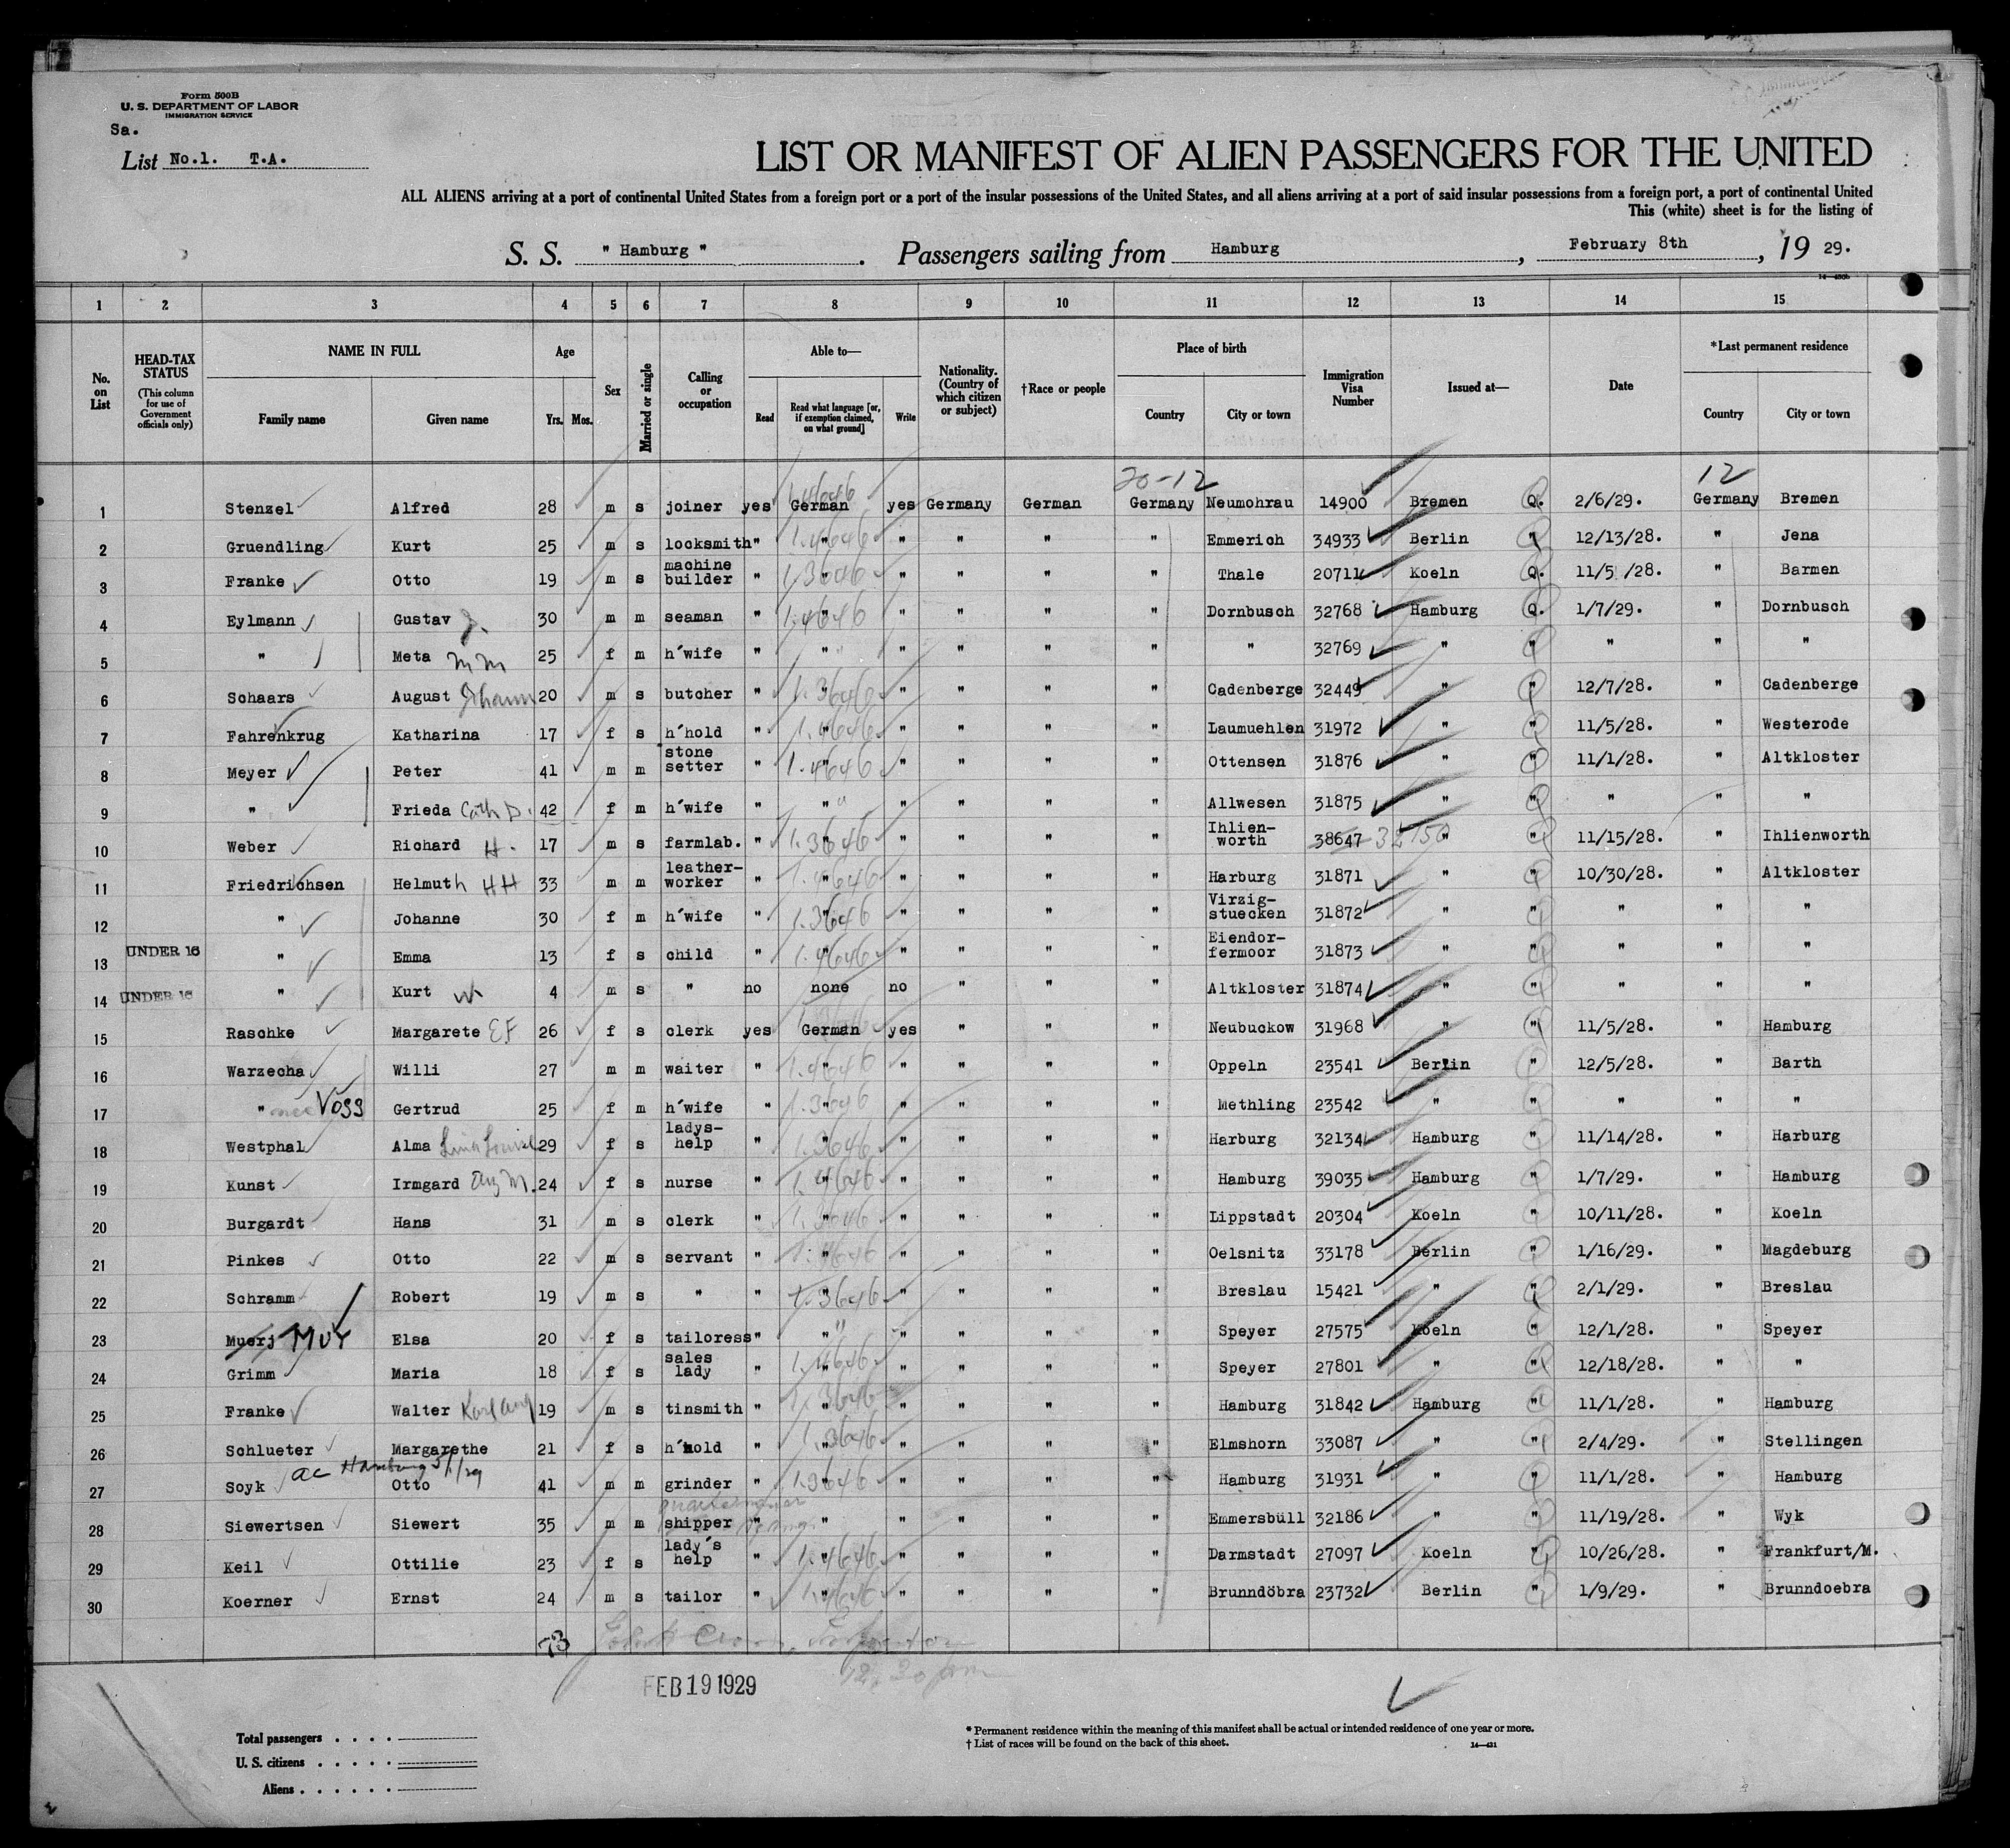 Form 500B
U. S. DEPARTMENT OF LABOR
IMMIGRATION SERVICE
Sa.
List No.1. T.A.
LIST OR MANIFEST OF ALIEN PASSENGERS FOR THE UNITED
ALL ALIENS arriving at a port of continental United States from a foreign port or a port of the insular possessions of the United States, and all aliens arriving at a port of said insular possessions from a foreign port, a port of continental United
This (white) sheet is for the listing of
S. S. " Hamburg " . Passengers sailing from Hamburg , February 8th , 19 29.
1 2 3 4 5 6 7 8 9 10 11 12 13 14 15
No. on List
HEAD-TAX STATUS
(This column for use of Government officials only)
NAME IN FULL
Family name Given name
Age
Yrs. Mos.
Sex
Married or single
Calling or occupation
Able to—
Read Read what language [or, if exemption claimed, on what ground] Write
Nationality. (Country of which citizen or subject)
†Race or people
Place of birth
Country City or town
Immigration Visa Number
Issued at—
Date
*Last permanent residence
Country City or town
20-12 12
1 Stenzel Alfred 28 m s joiner yes German yes Germany German Germany Neumohrau 14900 Bremen Q. 2/6/29. Germany Bremen
2 Gruendling Kurt 25 m s locksmith " " " " " " Emmerich 34933 Berlin " 12/13/28. " Jena
3 Franke Otto 19 m s machine builder " " " " " " Thale 20711 Koeln Q. 11/5 /28. " Barmen
4 Eylmann Gustav J. 30 m m seaman " " " " " " Dornbusch 32768 Hamburg Q. 1/7/29. " Dornbusch
5 " Meta 25 f m h'wife " " " " " " " 32769 " " " " "
6 Schaars August Johann 20 m s butcher " " " " " " Cadenberge 32449 " " 12/7/28. " Cadenberge
7 Fahrenkrug Katharina 17 f s h'hold " " " " " " Laumuehlen 31972 " " 11/5/28. " Westerode
8 Meyer Peter 41 m m stone setter " " " " " " Ottensen 31876 " " 11/1/28. " Altkloster
9 " Frieda Cath D. 42 f m h'wife " " " " " " Allwesen 31875 " " " " "
10 Weber Richard H. 17 m s farmlab. " " " " " " Ihlien- worth 38647 32150 " " 11/15/28. " Ihlienworth
11 Friedrichsen Helmuth HH 33 m m leather- worker " " " " " " Harburg 31871 " " 10/30/28. " Altkloster
12 " Johanne 30 f m h'wife " " " " " " Virzig- stuecken 31872 " " " " "
13 UNDER 16 " Emma 13 f s child " " " " " " Eiendor- fermoor 31873 " " " " "
14 UNDER 16 " Kurt W. 4 m s " no none no " " " Altkloster 31874 " " " " "
15 Raschke Margarete EF 26 f s clerk yes German yes " " " Neubuckow 31968 " " 11/5/28. " Hamburg
16 Warzecha Willi 27 m m waiter " " " " " " Oppeln 23541 Berlin " 12/5/28. " Barth
17 " nee Voss Gertrud 25 f m h'wife " " " " " " Methling 23542 " " " " "
18 Westphal Alma 29 f s ladys- help " " " " " " Harburg 32134 Hamburg " 11/14/28. " Harburg
19 Kunst Irmgard 24 f s nurse " " " " " " Hamburg 39035 Hamburg " 1/7/29. " Hamburg
20 Burgardt Hans 31 m s clerk " " " " " " Lippstadt 20304 Koeln " 10/11/28. " Koeln
21 Pinkes Otto 22 m s servant " " " " " " Oelsnitz 33178 Berlin " 1/16/29. " Magdeburg
22 Schramm Robert 19 m s " " " " " " " Breslau 15421 " " 2/1/29. " Breslau
23 Muerj MUY Elsa 20 f s tailoress " " " " " " Speyer 27575 Koeln " 12/1/28. " Speyer
24 Grimm Maria 18 f s sales lady " " " " " " Speyer 27801 " " 12/18/28. " "
25 Franke Walter Karl Aug 19 m s tinsmith " " " " " " Hamburg 31842 Hamburg " 11/1/28. " Hamburg
26 Schlueter Margarethe 21 f s h'hold " " " " " " Elmshorn 33087 " " 2/4/29. " Stellingen
ac Hamburg
27 Soyk Otto 41 m m grinder " " " " " " Hamburg 31931 " " 11/1/28. " Hamburg
28 Siewertsen Siewert 35 m m shipper " " " " " " Emmersbüll 32186 " " 11/19/28. " Wyk
29 Keil Ottilie 23 f s lady's help " " " " " " Darmstadt 27097 Koeln " 10/26/28. " Frankfurt/M.
30 Koerner Ernst 24 m s tailor " " " " " " Brunndöbra 23732 Berlin " 1/9/29. " Brunndoebra
FEB 19 1929
Total passengers
U. S. citizens
Aliens
* Permanent residence within the meaning of this manifest shall be actual or intended residence of one year or more.
† List of races will be found on the back of this sheet.